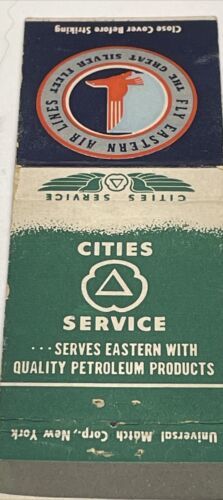 Close Cover Before Striking
FLY EASTERN AIR LINES
THE GREAT SILVER FLEET
CITIES SERVICE
CITIES
SERVICE
...SERVES EASTERN WITH
QUALITY PETROLEUM PRODUCTS
Universal Match Corp., New York